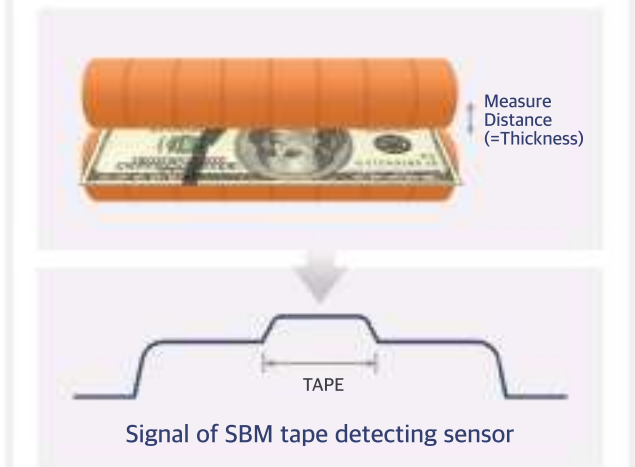 Measure
Distance
(=Thickness)
TAPE
Signal of SBM tape detecting sensor